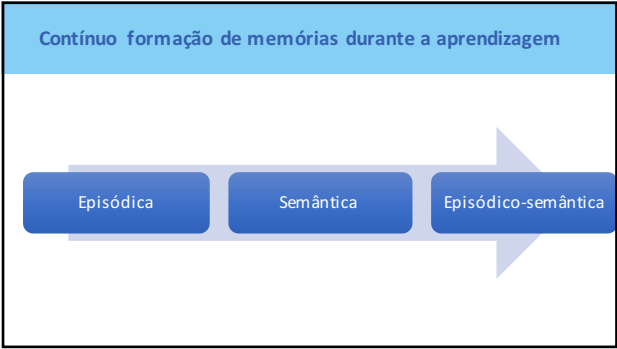 Contínuo formação de memórias durante a aprendizagem
Episódica
Semântica
Episódico-semântica